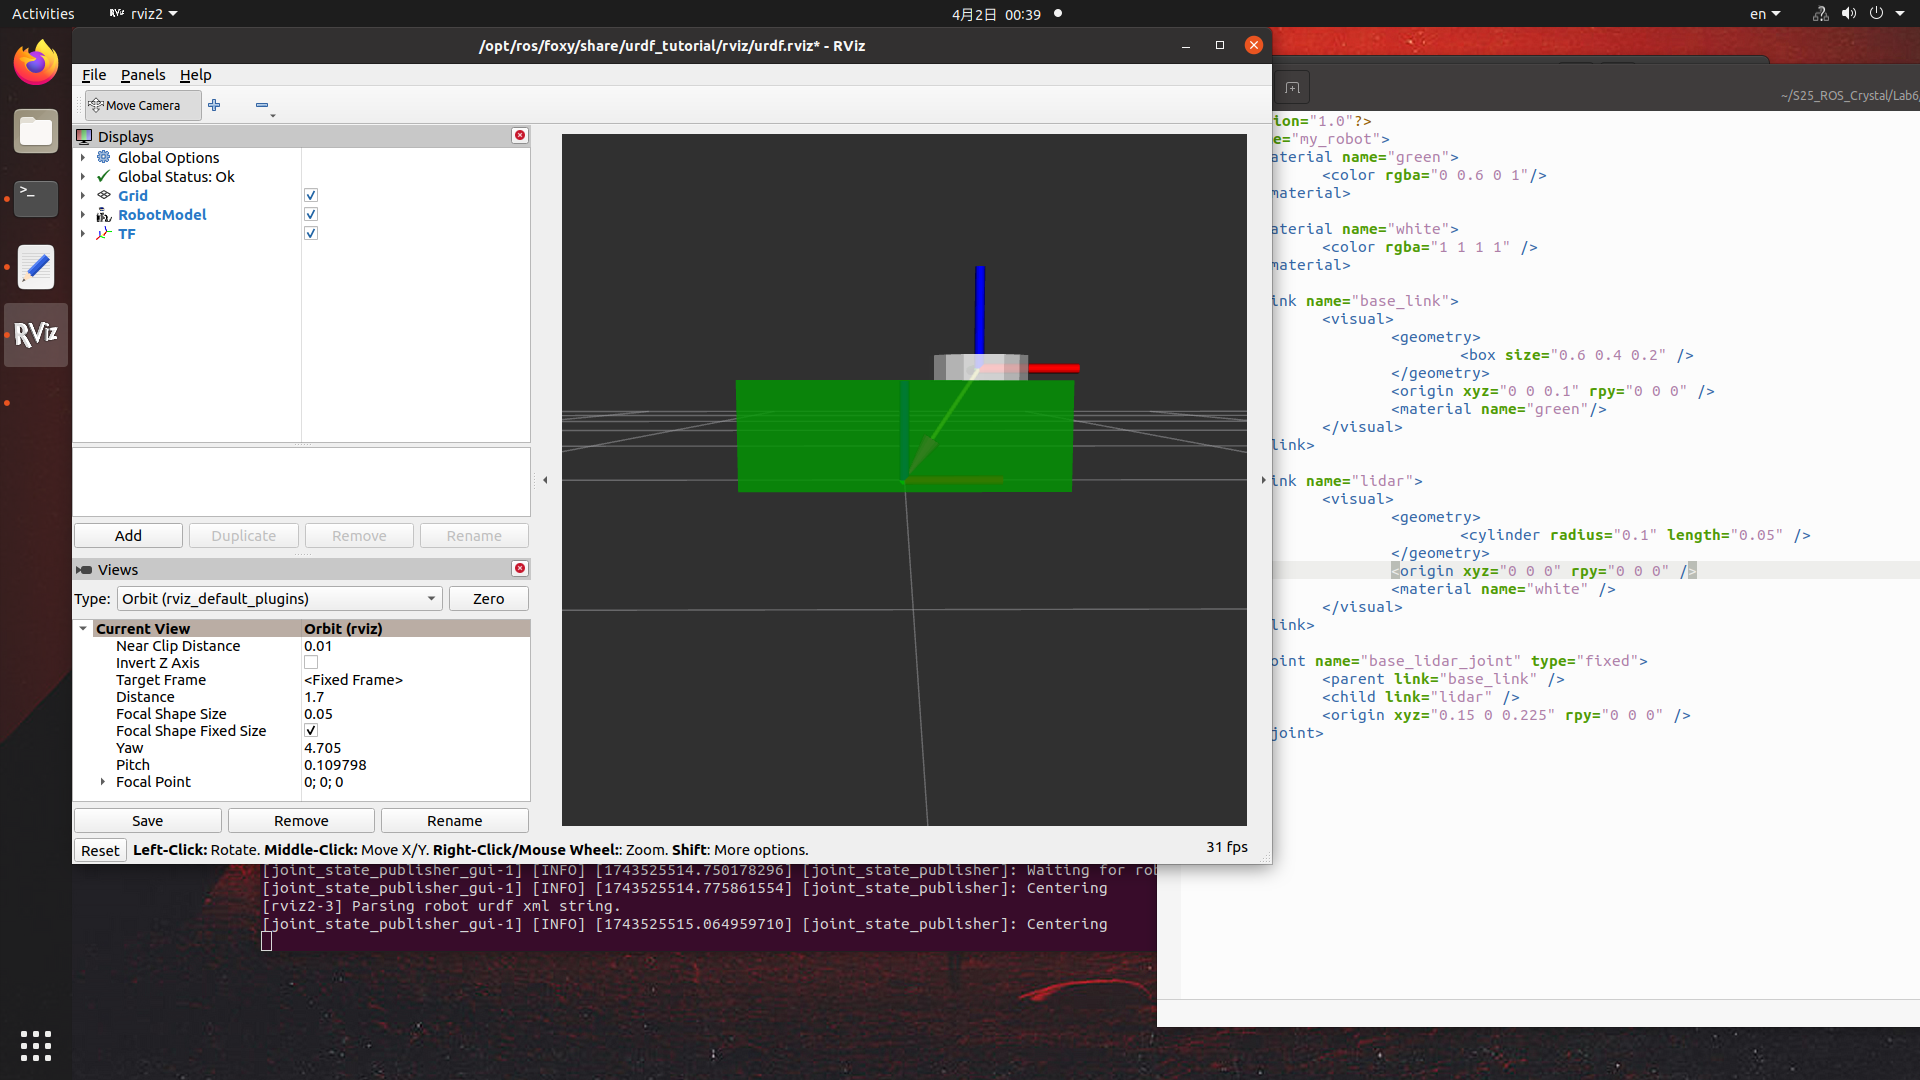 Activities
rviz2
4月2日 00:39
en
/opt/ros/foxy/share/urdf_tutorial/rviz/urdf.rviz* - RViz
File Panels Help
Move Camera
Displays
Global Options
Global Status: Ok
Grid
RobotModel
TF
Add Duplicate Remove Rename
Views
Type: Orbit (rviz_default_plugins) Zero
Current View Orbit (rviz)
Near Clip Distance 0.01
Invert Z Axis
Target Frame <Fixed Frame>
Distance 1.7
Focal Shape Size 0.05
Focal Shape Fixed Size
Yaw 4.705
Pitch 0.109798
Focal Point 0; 0; 0
Save Remove Rename
Reset Left-Click: Rotate. Middle-Click: Move X/Y. Right-Click/Mouse Wheel:: Zoom. Shift: More options.
31 fps
RViz
>_
~/S25_ROS_Crystal/Lab6
ion="1.0"?>
e="my_robot">
aterial name="green">
<color rgba="0 0.6 0 1"/>
material>
aterial name="white">
<color rgba="1 1 1 1" />
material>
ink name="base_link">
<visual>
<geometry>
<box size="0.6 0.4 0.2" />
</geometry>
<origin xyz="0 0 0.1" rpy="0 0 0" />
<material name="green"/>
</visual>
link>
ink name="lidar">
<visual>
<geometry>
<cylinder radius="0.1" length="0.05" />
</geometry>
<origin xyz="0 0 0" rpy="0 0 0" />
<material name="white" />
</visual>
link>
oint name="base_lidar_joint" type="fixed">
<parent link="base_link" />
<child link="lidar" />
<origin xyz="0.15 0 0.225" rpy="0 0 0" />
joint>
[joint_state_publisher_gui-1] [INFO] [1743525514.750178296] [joint_state_publisher]: Waiting for rob
[joint_state_publisher_gui-1] [INFO] [1743525514.775861554] [joint_state_publisher]: Centering
[rviz2-3] Parsing robot urdf xml string.
[joint_state_publisher_gui-1] [INFO] [1743525515.064959710] [joint_state_publisher]: Centering